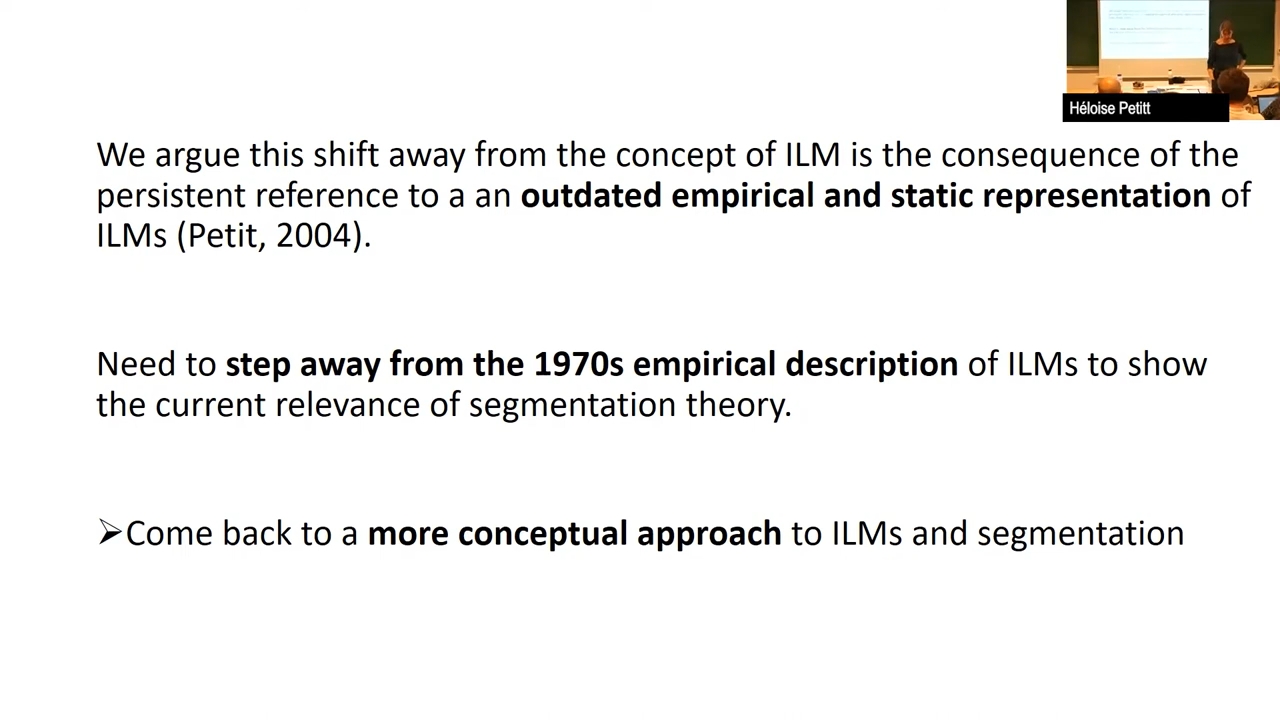 Héloise Petitt
We argue this shift away from the concept of ILM is the consequence of the
persistent reference to a an outdated empirical and static representation of
ILMs (Petit, 2004).
Need to step away from the 1970s empirical description of ILMs to show
the current relevance of segmentation theory.
➢Come back to a more conceptual approach to ILMs and segmentation